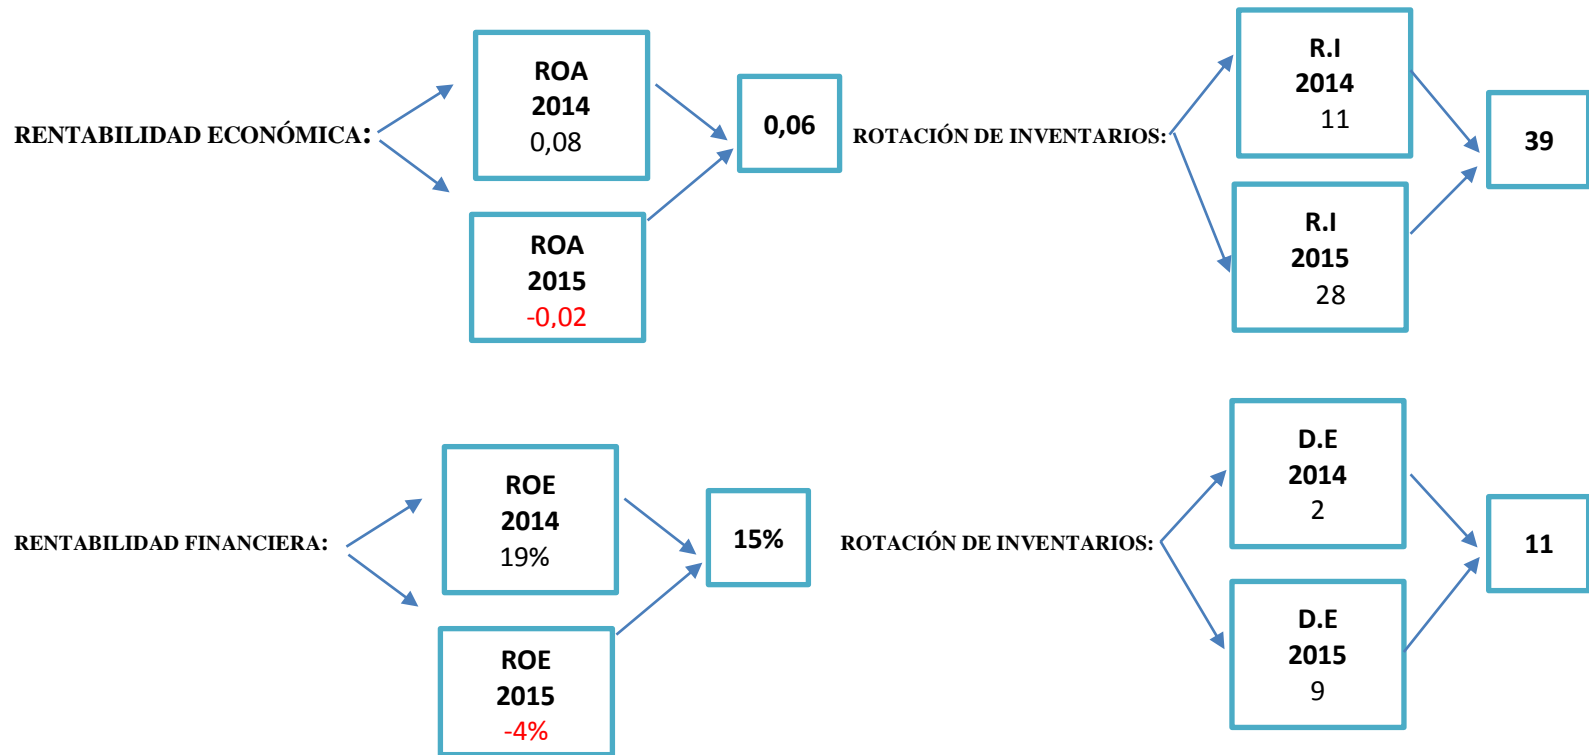 RENTABILIDAD ECONÓMICA:
ROA
2014
0,08
ROA
2015
-0,02
0,06
ROTACIÓN DE INVENTARIOS:
R.I
2014
11
R.I
2015
28
39
RENTABILIDAD FINANCIERA:
ROE
2014
19%
ROE
2015
-4%
15%
ROTACIÓN DE INVENTARIOS:
D.E
2014
2
D.E
2015
9
11